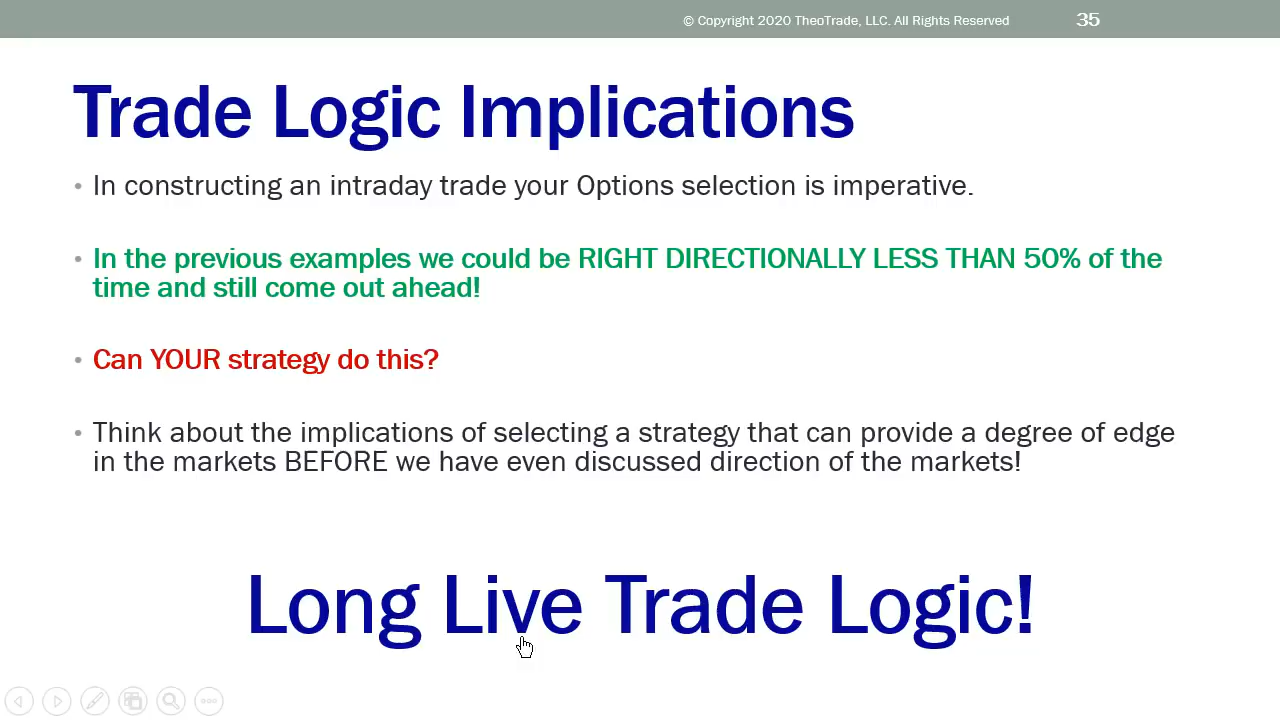 © Copyright 2020 TheoTrade, LLC. All Rights Reserved 35
Trade Logic Implications
• In constructing an intraday trade your Options selection is imperative.
• In the previous examples we could be RIGHT DIRECTIONALLY LESS THAN 50% of the
time and still come out ahead!
• Can YOUR strategy do this?
• Think about the implications of selecting a strategy that can provide a degree of edge
in the markets BEFORE we have even discussed direction of the markets!
Long Live Trade Logic!